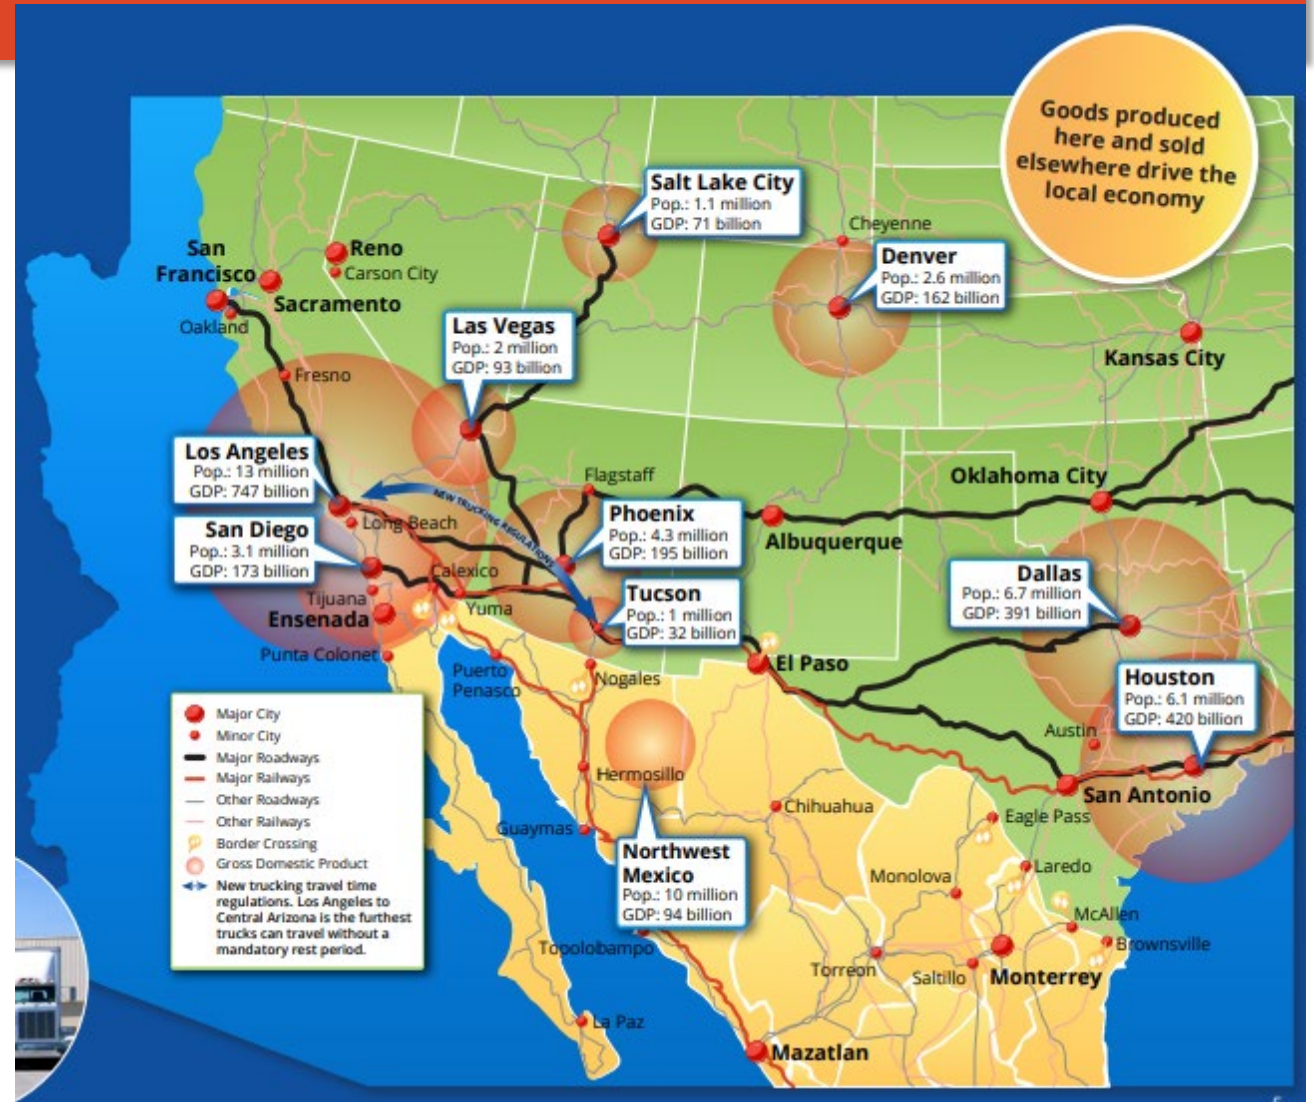 Goods produced
here and sold
elsewhere drive the
local economy
Salt Lake City
Pop.: 1.1 million
GDP: 71 billion
Cheyenne
Denver
Pop.: 2.6 million
GDP: 162 billion
San
Francisco
Reno
Carson City
Sacramento
Oakland
Las Vegas
Pop.: 2 million
GDP: 93 billion
Kansas City
Fresno
Los Angeles
Pop.: 13 million
GDP: 747 billion
Flagstaff
Oklahoma City
NEW TRUCKING REGULATIONS
Long Beach
Phoenix
Pop.: 4.3 million
GDP: 195 billion
Albuquerque
San Diego
Pop.: 3.1 million
GDP: 173 billion
Calexico
Dallas
Pop.: 6.7 million
GDP: 391 billion
Tijuana
Yuma
Tucson
Pop.: 1 million
GDP: 32 billion
Ensenada
Punta Colonet
Puerto
Penasco
Nogales
El Paso
Houston
Pop.: 6.1 million
GDP: 420 billion
Austin
Major City
Minor City
Major Roadways
Major Railways
Other Roadways
Other Railways
Border Crossing
Gross Domestic Product
New trucking travel time
regulations. Los Angeles to
Central Arizona is the furthest
trucks can travel without a
mandatory rest period.
Hermosillo
Chihuahua
San Antonio
Eagle Pass
Guaymas
Northwest
Mexico
Pop.: 10 million
GDP: 94 billion
Laredo
Monolova
McAllen
Topolobampo
Brownsville
Torreon
Saltillo
Monterrey
La Paz
Mazatlan